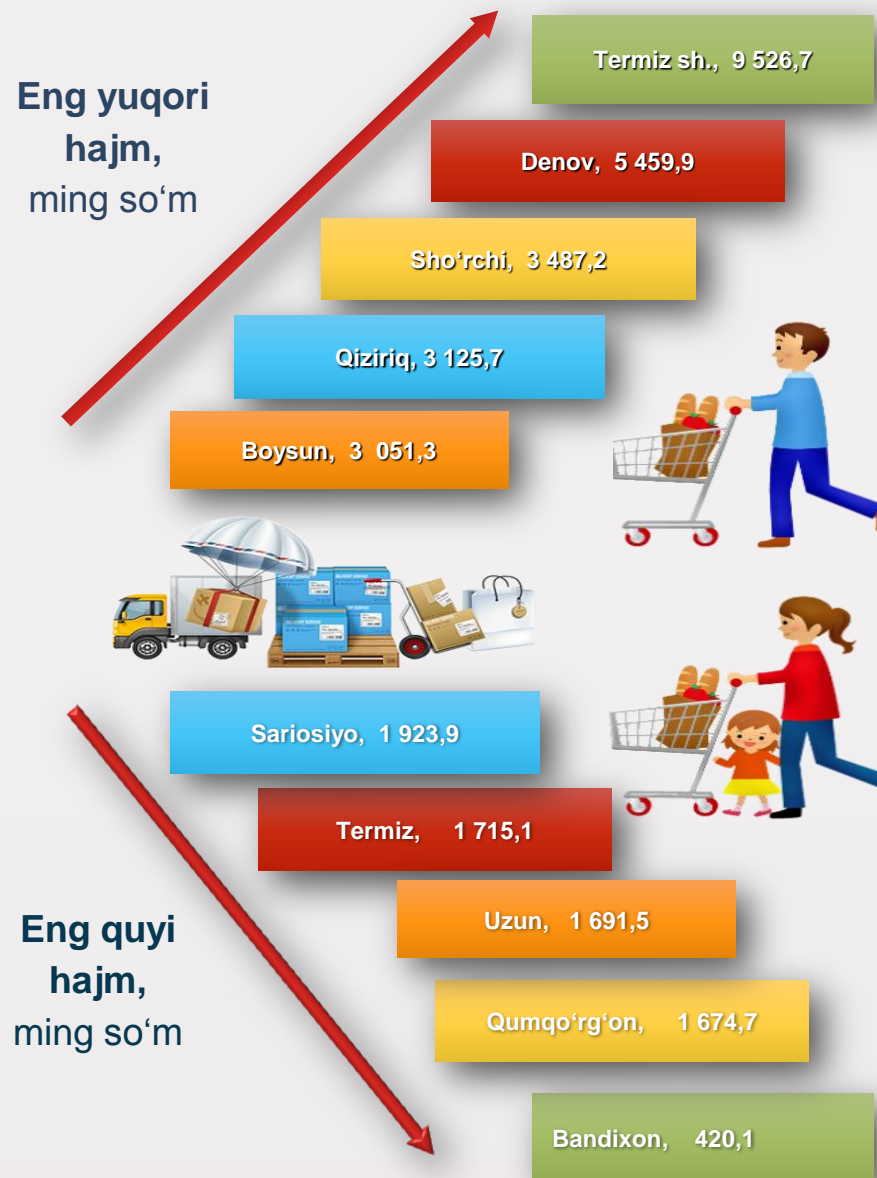 Eng yuqori
hajm,
ming so‘m
Termiz sh., 9 526,7
Denov, 5 459,9
Sho‘rchi, 3 487,2
Qiziriq, 3 125,7
Boysun, 3 051,3
Sariosiyo, 1 923,9
Termiz, 1 715,1
Uzun, 1 691,5
Qumqo‘rg‘on, 1 674,7
Bandixon, 420,1
Eng quyi
hajm,
ming so‘m